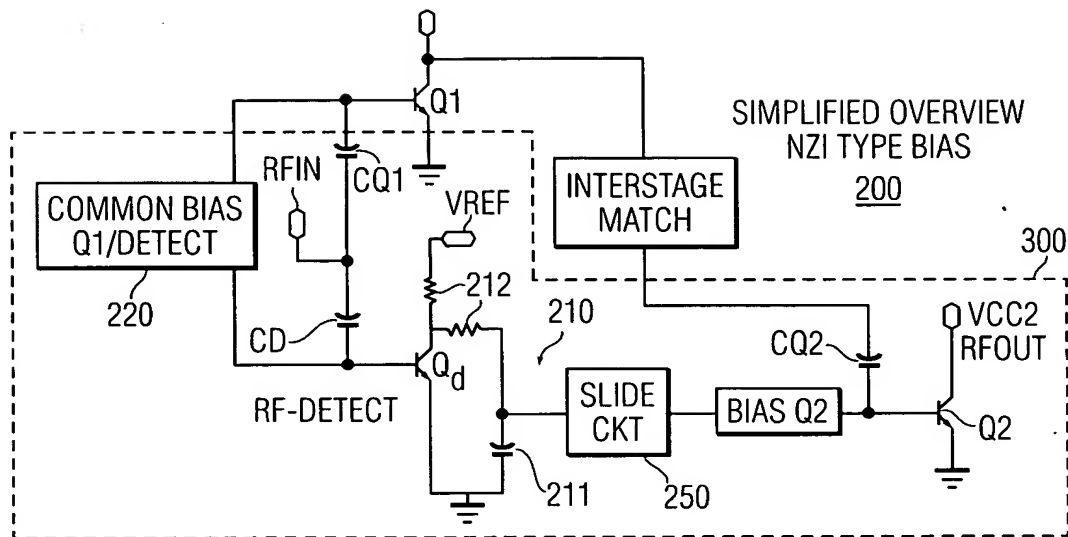 Q1
SIMPLIFIED OVERVIEW
NZI TYPE BIAS
200
RFIN
CQ1
COMMON BIAS
Q1/DETECT
220
VREF
INTERSTAGE
MATCH
300
212
210
CD
Qd
RF-DETECT
CQ2
VCC2
RFOUT
SLIDE
CKT
BIAS Q2
Q2
211
250